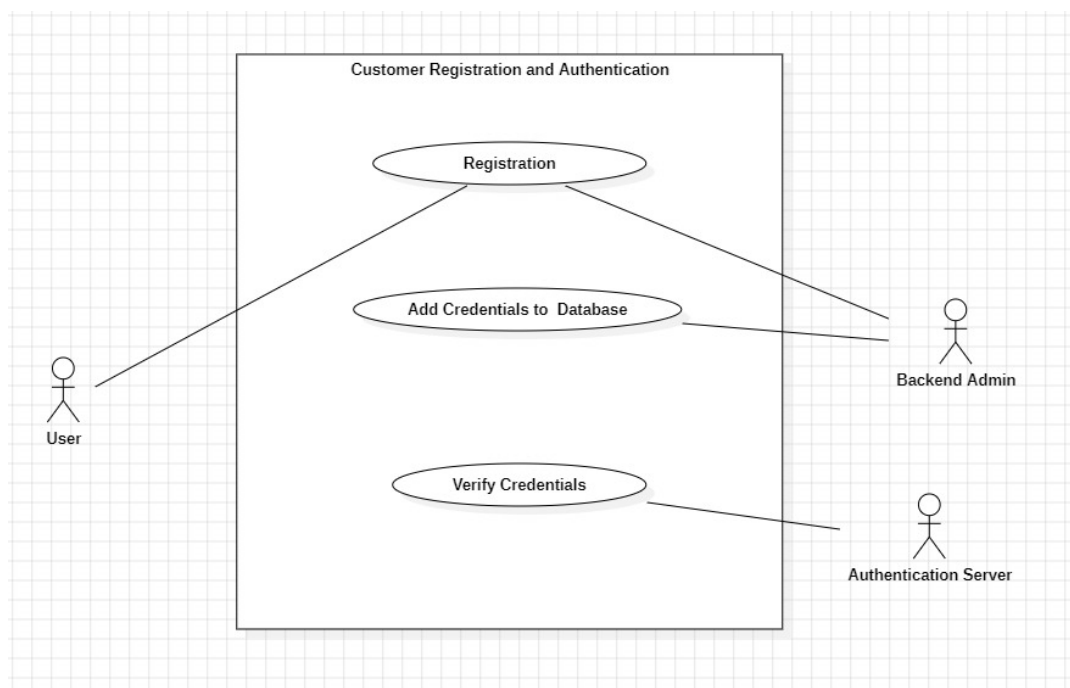 Customer Registration and Authentication
Registration
Add Credentials to  Database
Backend Admin
User
Verify Credentials
Authentication Server